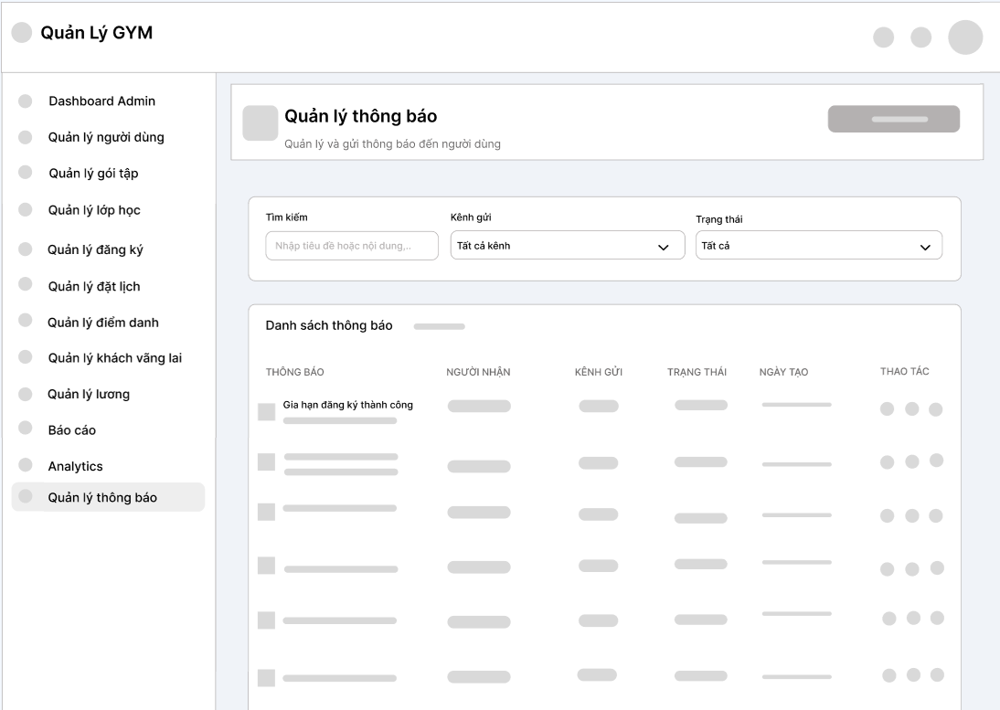 Quản Lý GYM
Dashboard Admin
Quản lý người dùng
Quản lý gói tập
Quản lý lớp học
Quản lý đăng ký
Quản lý đặt lịch
Quản lý điểm danh
Quản lý khách vãng lai
Quản lý lương
Báo cáo
Analytics
Quản lý thông báo
Quản lý thông báo
Quản lý và gửi thông báo đến người dùng
Tìm kiếm
Kênh gửi
Trạng thái
Nhập tiêu đề hoặc nội dung,..
Tất cả kênh
Tất cả
Danh sách thông báo
THÔNG BÁO
NGƯỜI NHẬN
KÊNH GỬI
TRẠNG THÁI
NGÀY TẠO
THAO TÁC
Gia hạn đăng ký thành công